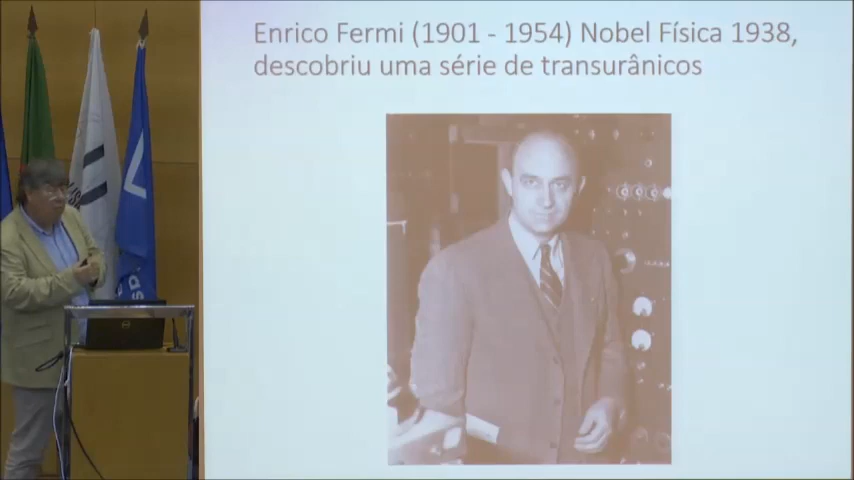 Enrico Fermi (1901 - 1954) Nobel Física 1938,
descobriu uma série de transurânicos